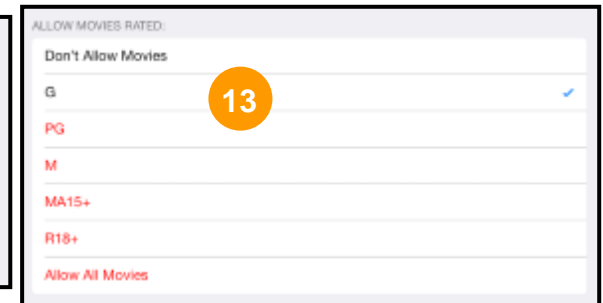 ALLOW MOVIES RATED:
Don't Allow Movies
G
13
PG
M
MA15+
R18+
Allow All Movies